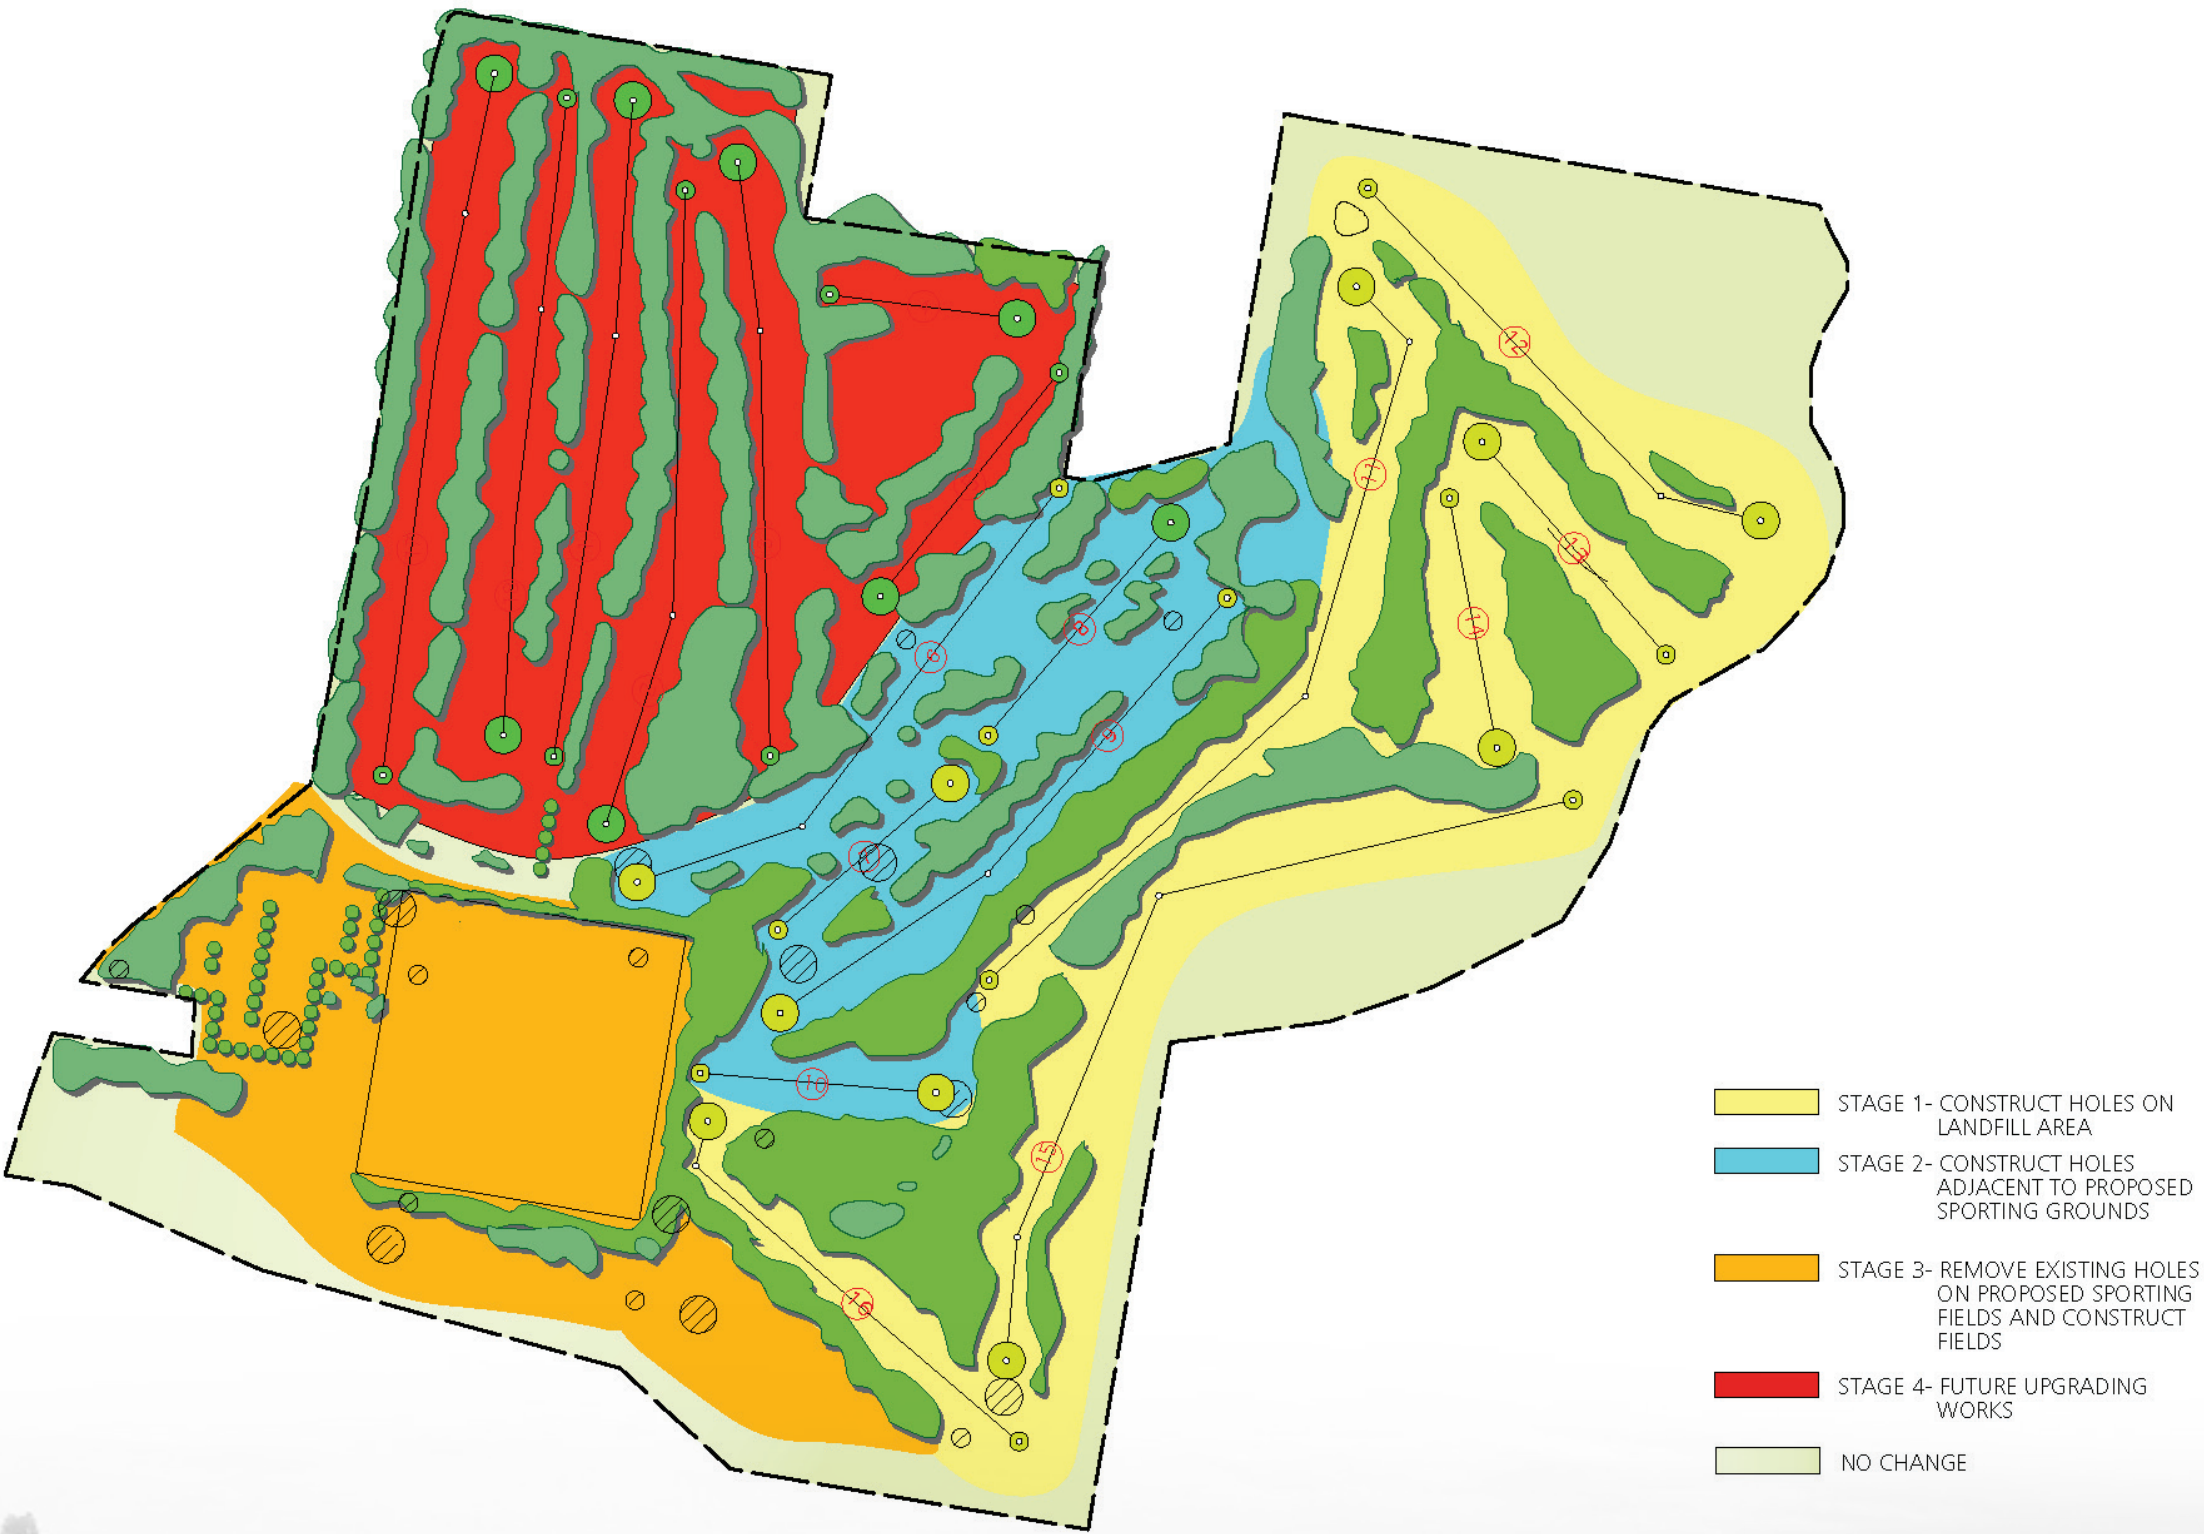 12
11
13
14
8
9
10
15
16
STAGE 1- CONSTRUCT HOLES ON
LANDFILL AREA
STAGE 2- CONSTRUCT HOLES
ADJACENT TO PROPOSED
SPORTING GROUNDS
STAGE 3- REMOVE EXISTING HOLES
ON PROPOSED SPORTING
FIELDS AND CONSTRUCT
FIELDS
STAGE 4- FUTURE UPGRADING
WORKS
NO CHANGE